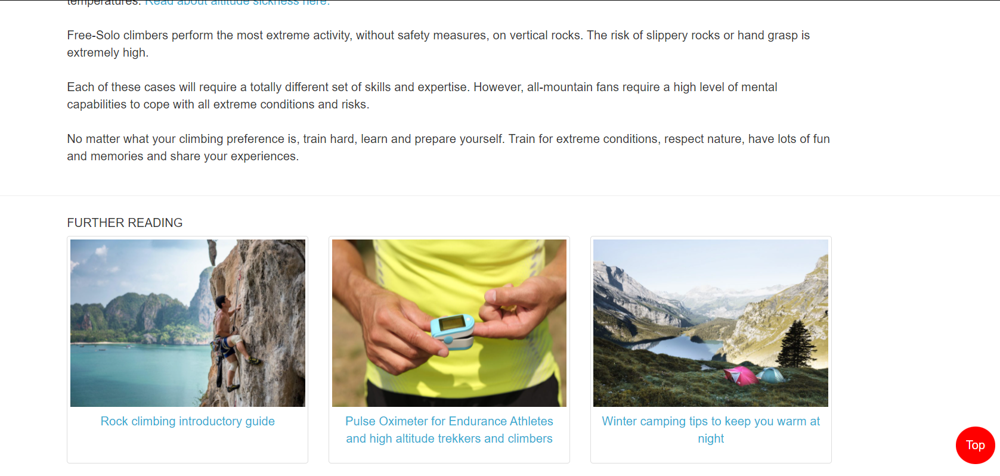 temperatures. Read about altitude sickness here.
Free-Solo climbers perform the most extreme activity, without safety measures, on vertical rocks. The risk of slippery rocks or hand grasp is
extremely high.
Each of these cases will require a totally different set of skills and expertise. However, all-mountain fans require a high level of mental
capabilities to cope with all extreme conditions and risks.
No matter what your climbing preference is, train hard, learn and prepare yourself. Train for extreme conditions, respect nature, have lots of fun
and memories and share your experiences.
FURTHER READING
Rock climbing introductory guide
Pulse Oximeter for Endurance Athletes
and high altitude trekkers and climbers
Winter camping tips to keep you warm at
night
Top